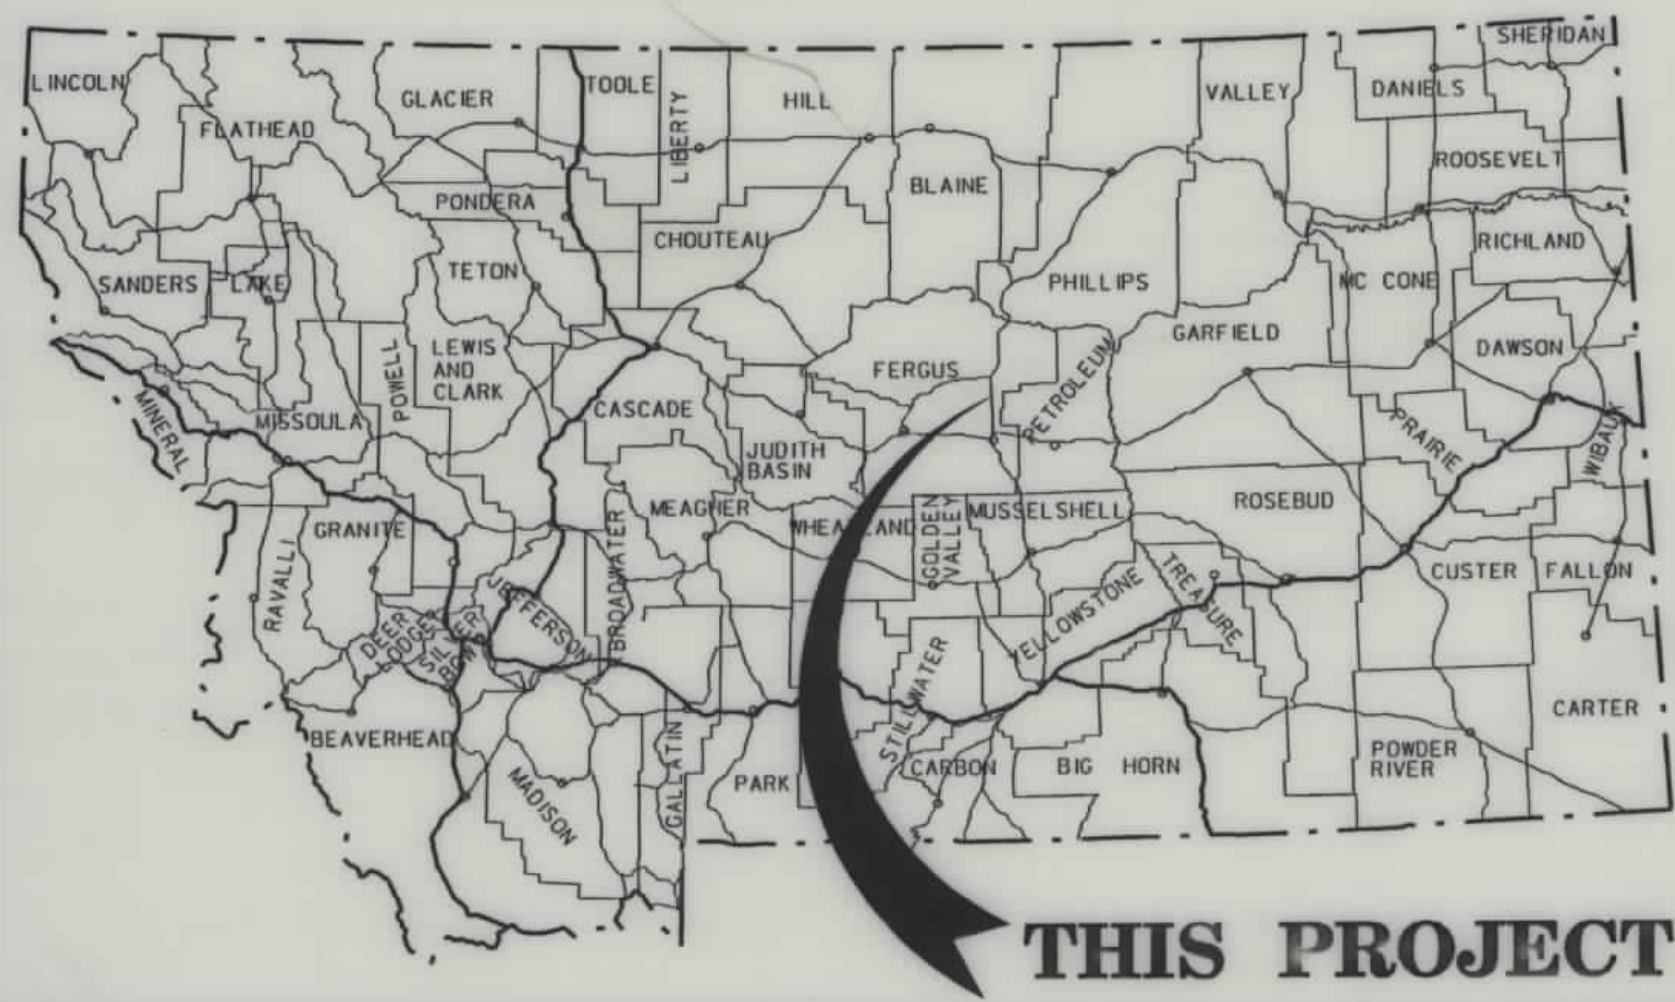 SHERIDAN
LINCOLN
FLATHEAD
GLACIER
TOOLE
LIBERTY
HILL
BLAINE
VALLEY
DANIELS
ROOSEVELT
PONDERA
CHOUTEAU
RICHLAND
SANDERS
LAKE
TETON
PHILLIPS
MC CONE
GARFIELD
DAWSON
MINERAL
MISSOULA
POWELL
LEWIS
AND
CLARK
CASCADE
FERGUS
PETROLEUM
JUDITH
BASIN
PRAIRIE
WIBAUX
GRANITE
RAVALLI
MEAGHER
BROADWATER
WHEATLAND
GOLDEN
VALLEY
MUSSELSHELL
ROSEBUD
TREASURE
CUSTER
FALLON
DEER
LODGE
SILVER
BOW
JEFFERSON
YELLOWSTONE
STILLWATER
BEAVERHEAD
MADISON
GALLATIN
PARK
CARBON
BIG HORN
POWDER
RIVER
CARTER
THIS PROJECT